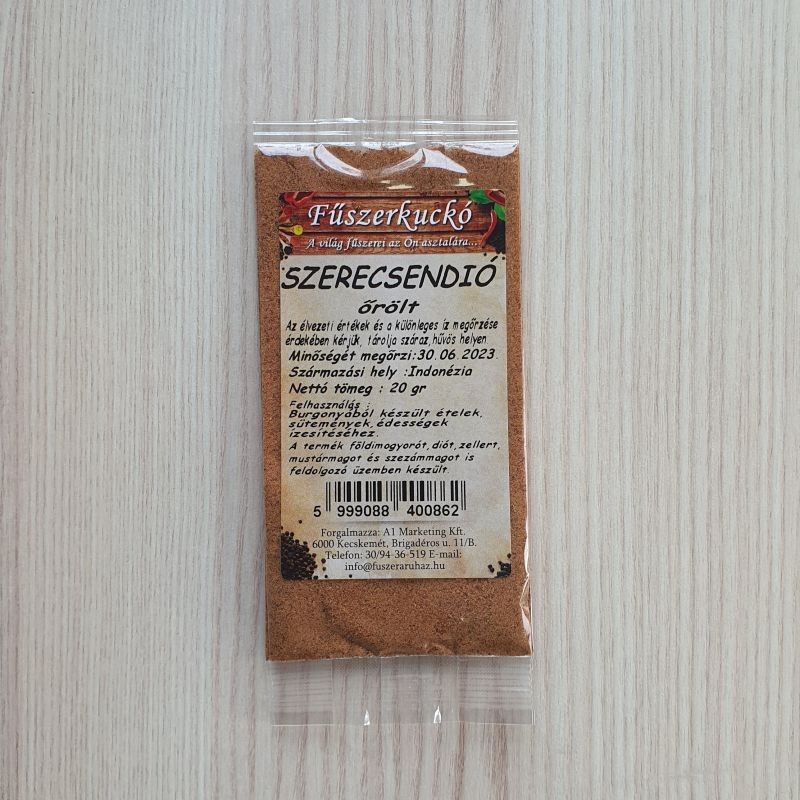 Fűszerkuckó
A világ fűszerei az Ön asztalára...
SZERECSENDIÓ
őrölt
Az élvezeti értékek és a különleges íz megőrzése
érdekében kérjük, tárolja száraz,hűvös helyen
Minőségét megőrzi:30.06.2023.
Származási hely :Indonézia
Nettó tömeg : 20 gr
Felhasználás :
Burgonyából készült ételek,
sütemények,édességek
ízesítéséhez.
A termék földimogyorót,diót,zellert,
mustármagot és szezámmagot is
feldolgozó üzemben készült.
5 999088 400862
Forgalmazza: A1 Marketing Kft.
6000 Kecskemét, Brigadéros u. 11/B.
Telefon: 30/94-36-519 E-mail:
info@fuszeraruhaz.hu